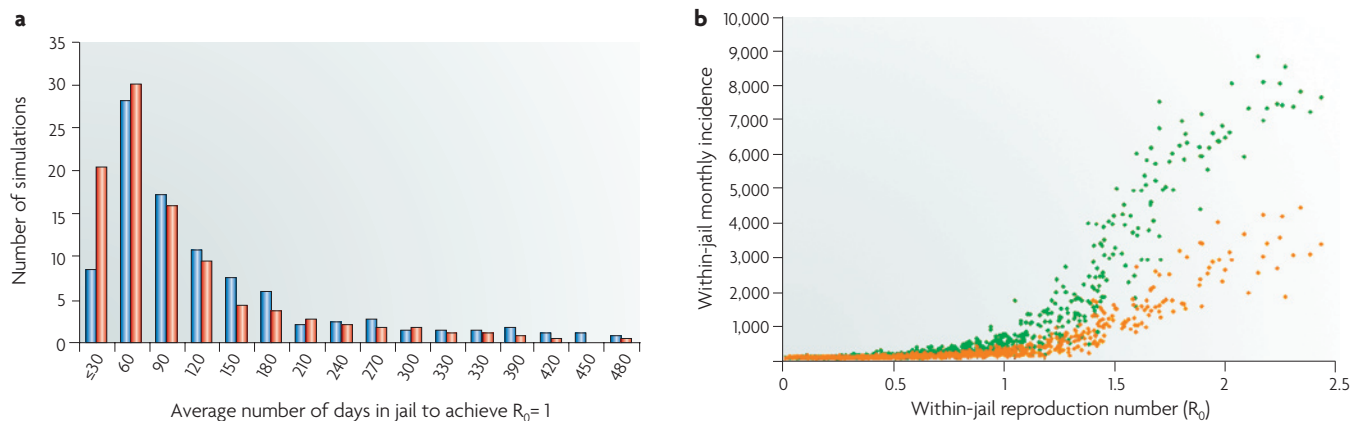 a
35
30
25
20
15
10
5
0
Number of simulations
≤30 60 90 120 150 180 210 240 270 300 330 330 390 420 450 480
Average number of days in jail to achieve R₀= 1
b
10,000
9,000
8,000
7,000
6,000
5,000
4,000
3,000
2,000
1,000
Within-jail monthly incidence
0 0.5 1 1.5 2 2.5
Within-jail reproduction number (R₀)